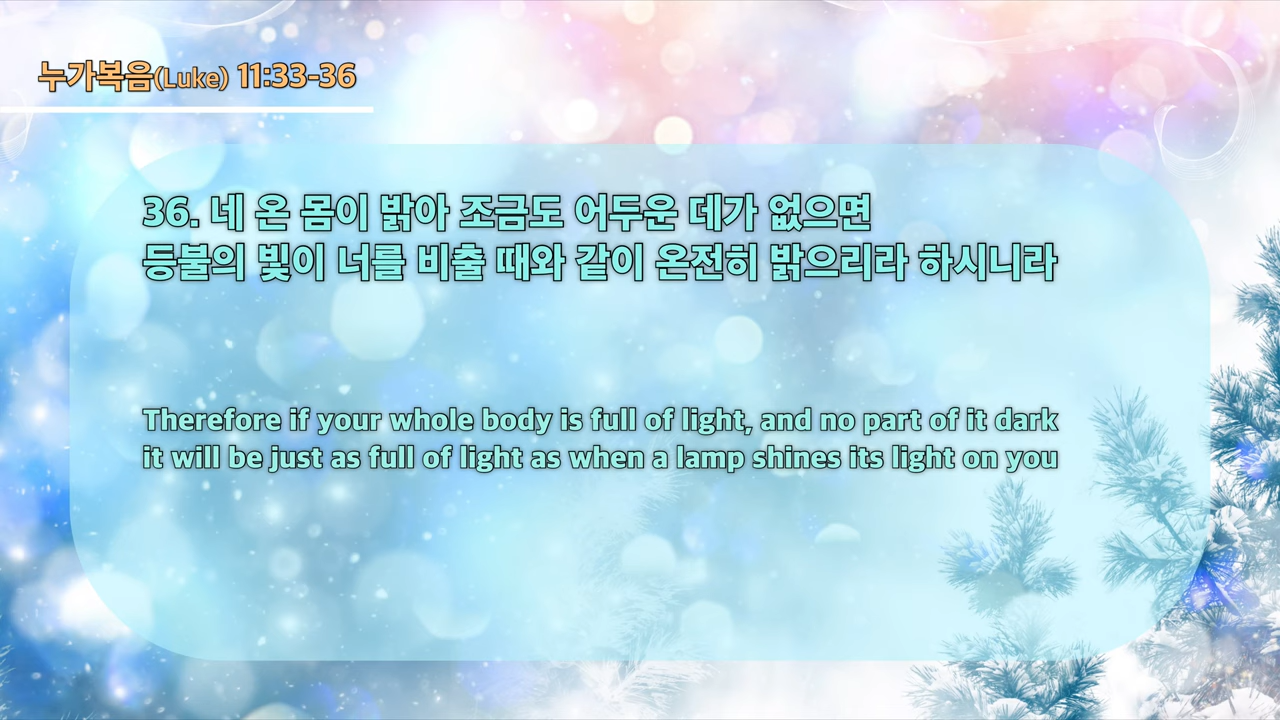 누가복음(Luke) 11:33-36
36. 네 온 몸이 밝아 조금도 어두운 데가 없으면
등불의 빛이 너를 비출 때와 같이 온전히 밝으리라 하시니라
Therefore if your whole body is full of light, and no part of it dark
it will be just as full of light as when a lamp shines its light on you